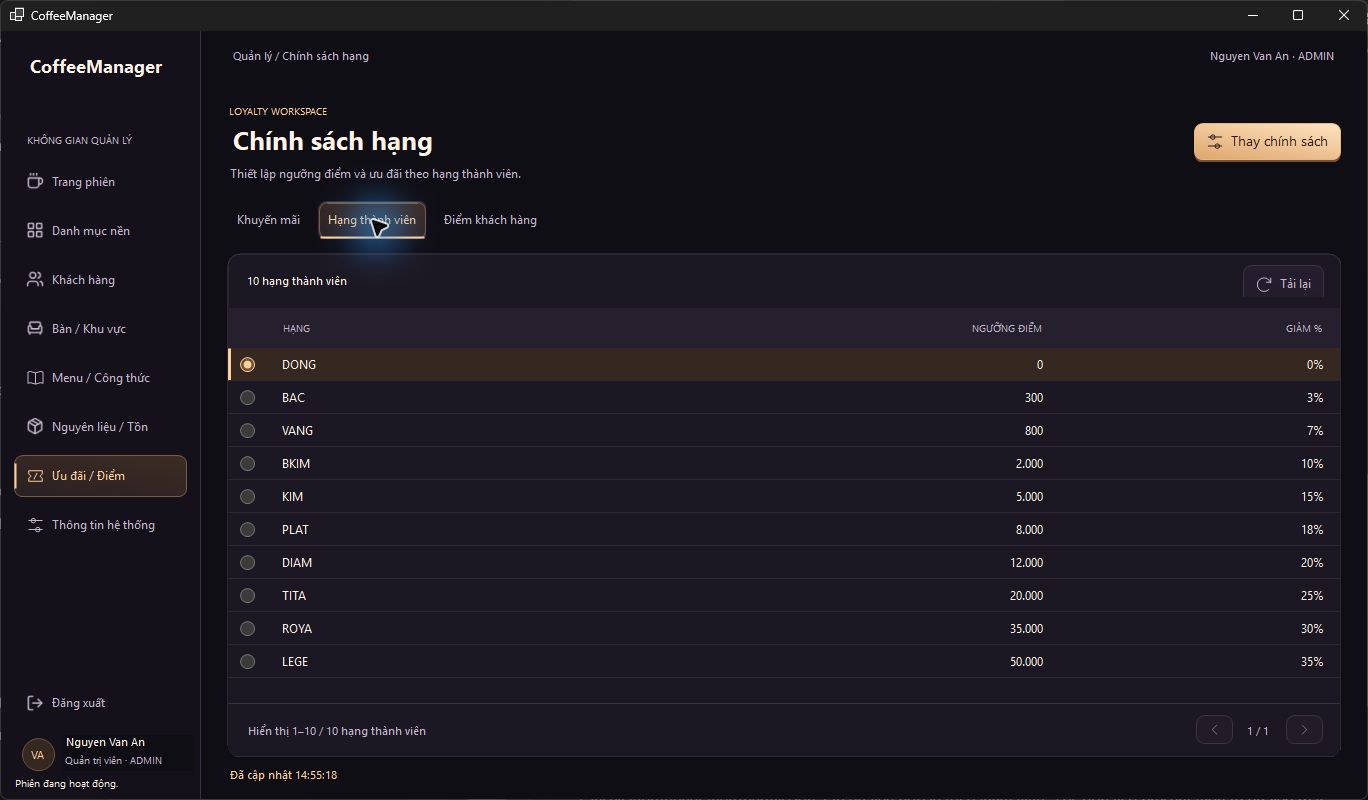 CoffeeManager
CoffeeManager
KHÔNG GIAN QUẢN LÝ
Trang phiên
Danh mục nền
Khách hàng
Bàn / Khu vực
Menu / Công thức
Nguyên liệu / Tồn
Ưu đãi / Điểm
Thông tin hệ thống
Đăng xuất
VA
Nguyen Van An
Quản trị viên · ADMIN
Phiên đang hoạt động.
Quản lý / Chính sách hạng
Nguyen Van An · ADMIN
LOYALTY WORKSPACE
Chính sách hạng
Thiết lập ngưỡng điểm và ưu đãi theo hạng thành viên.
Thay chính sách
Khuyến mãi
Hạng thành viên
Điểm khách hàng
10 hạng thành viên
Tải lại
HẠNG NGƯỠNG ĐIỂM GIẢM %
DONG 0 0%
BAC 300 3%
VANG 800 7%
BKIM 2.000 10%
KIM 5.000 15%
PLAT 8.000 18%
DIAM 12.000 20%
TITA 20.000 25%
ROYA 35.000 30%
LEGE 50.000 35%
Hiển thị 1–10 / 10 hạng thành viên
1 / 1
Đã cập nhật 14:55:18